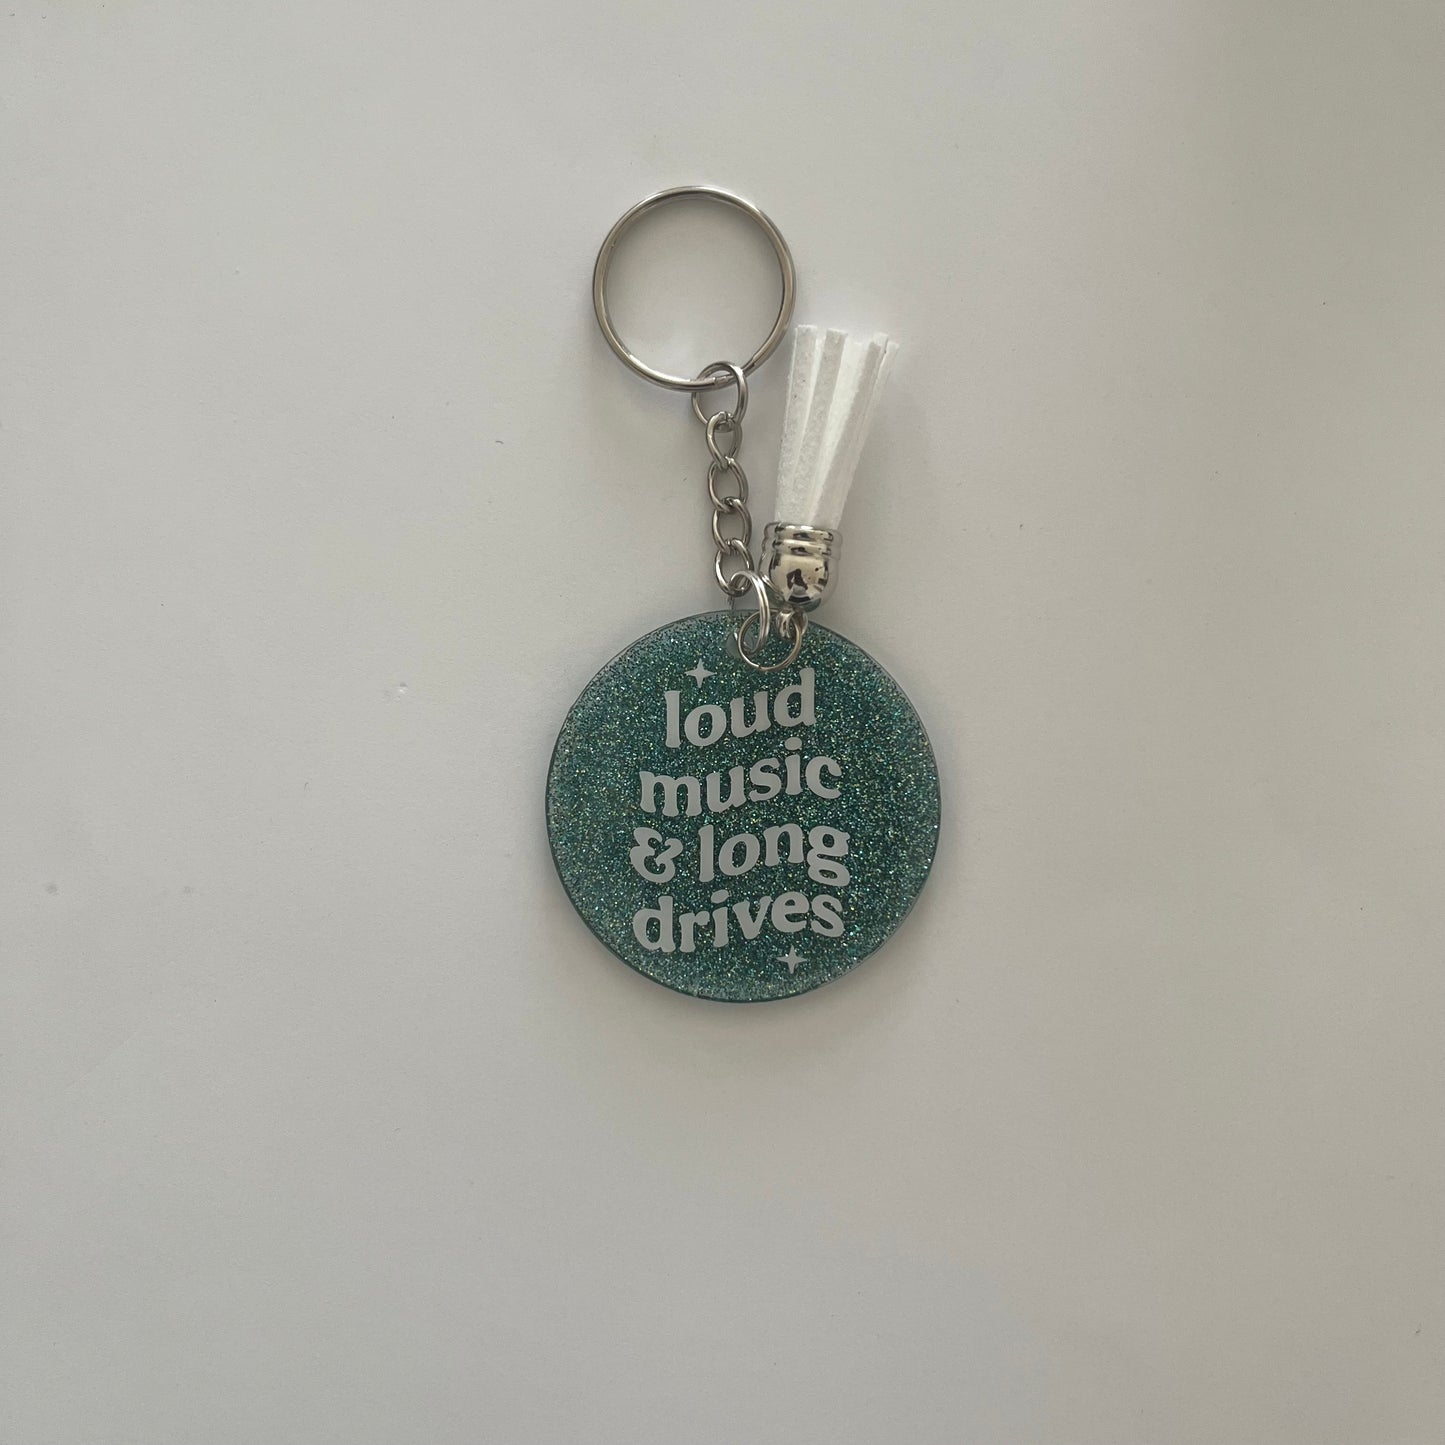 loud
music
& long
drives